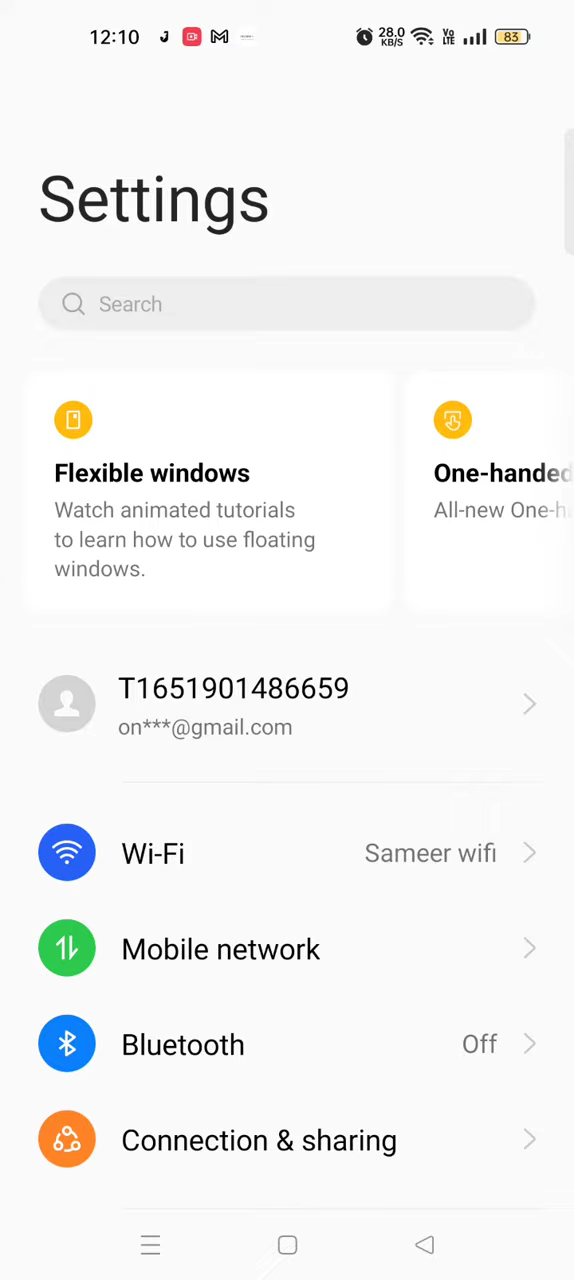 12:10
28.0
KB/S
Vo
LTE
83
Settings
Search
Flexible windows
Watch animated tutorials
to learn how to use floating
windows.
One-handed
All-new One-h
T1651901486659
on***@gmail.com
Wi-Fi
Sameer wifi
Mobile network
Bluetooth
Off
Connection & sharing